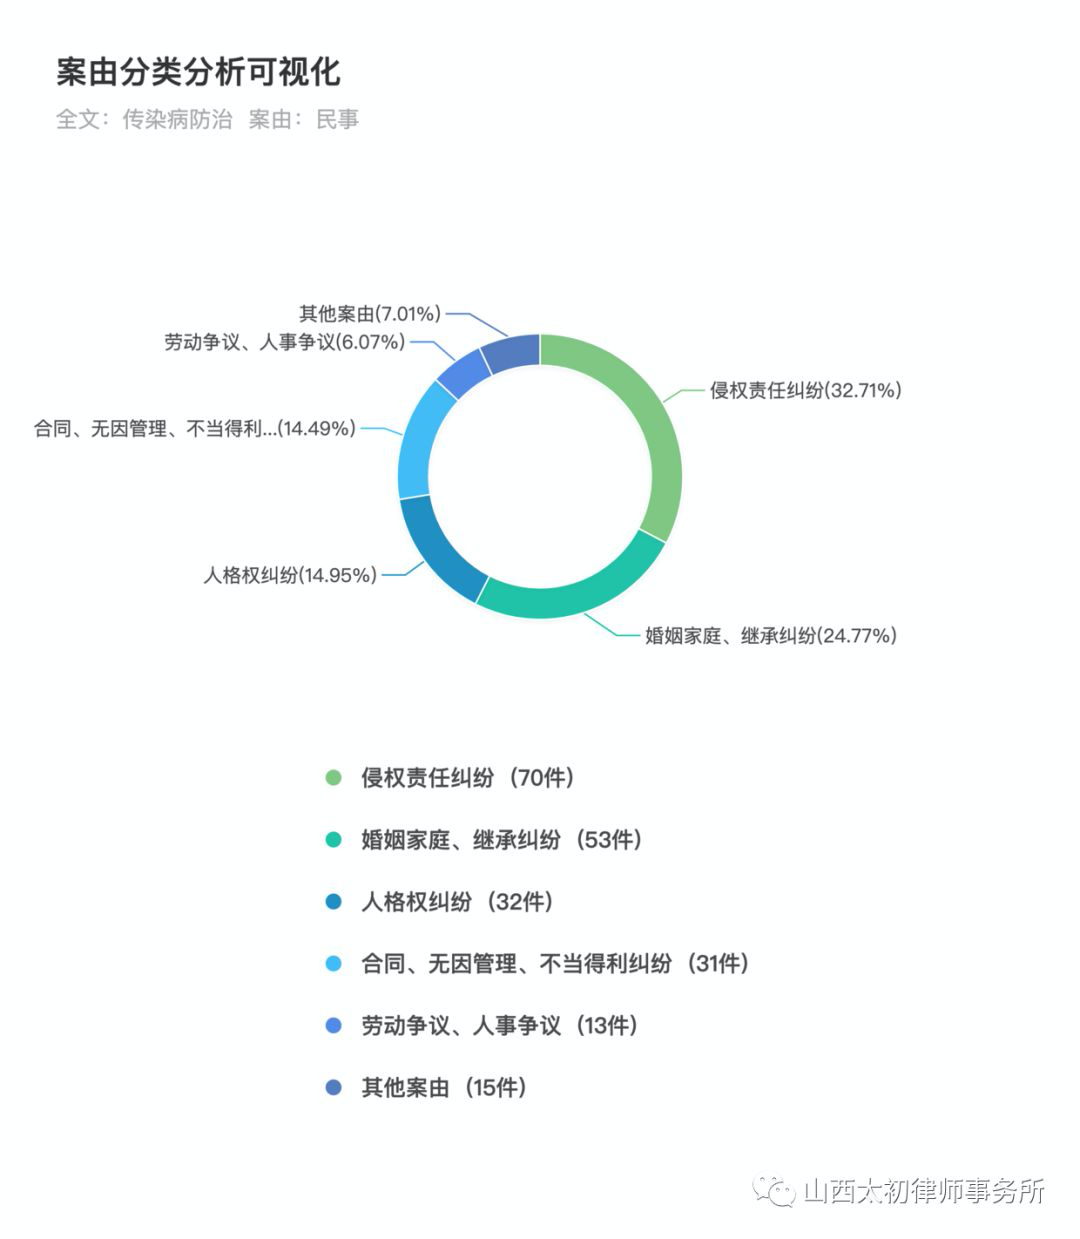 案由分类分析可视化
全文：传染病防治 案由：民事
其他案由(7.01%)
劳动争议、人事争议(6.07%)
侵权责任纠纷(32.71%)
合同、无因管理、不当得利...(14.49%)
人格权纠纷(14.95%)
婚姻家庭、继承纠纷(24.77%)
侵权责任纠纷（70件）
婚姻家庭、继承纠纷（53件）
人格权纠纷（32件）
合同、无因管理、不当得利纠纷（31件）
劳动争议、人事争议（13件）
其他案由（15件）
山西太初律师事务所